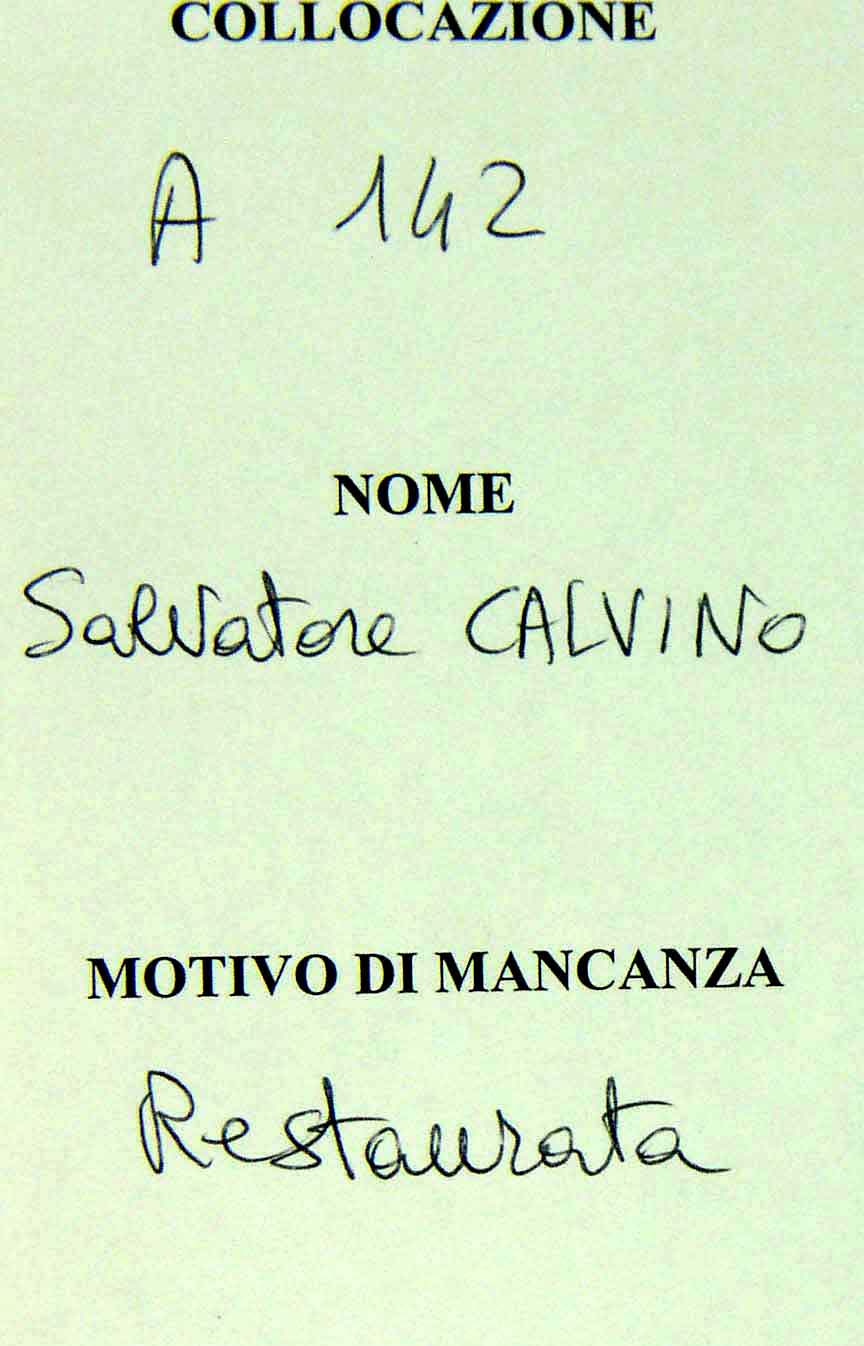 COLLOCAZIONE
A 142
NOME
Salvatore CALVINO
MOTIVO DI MANCANZA
Restaurata